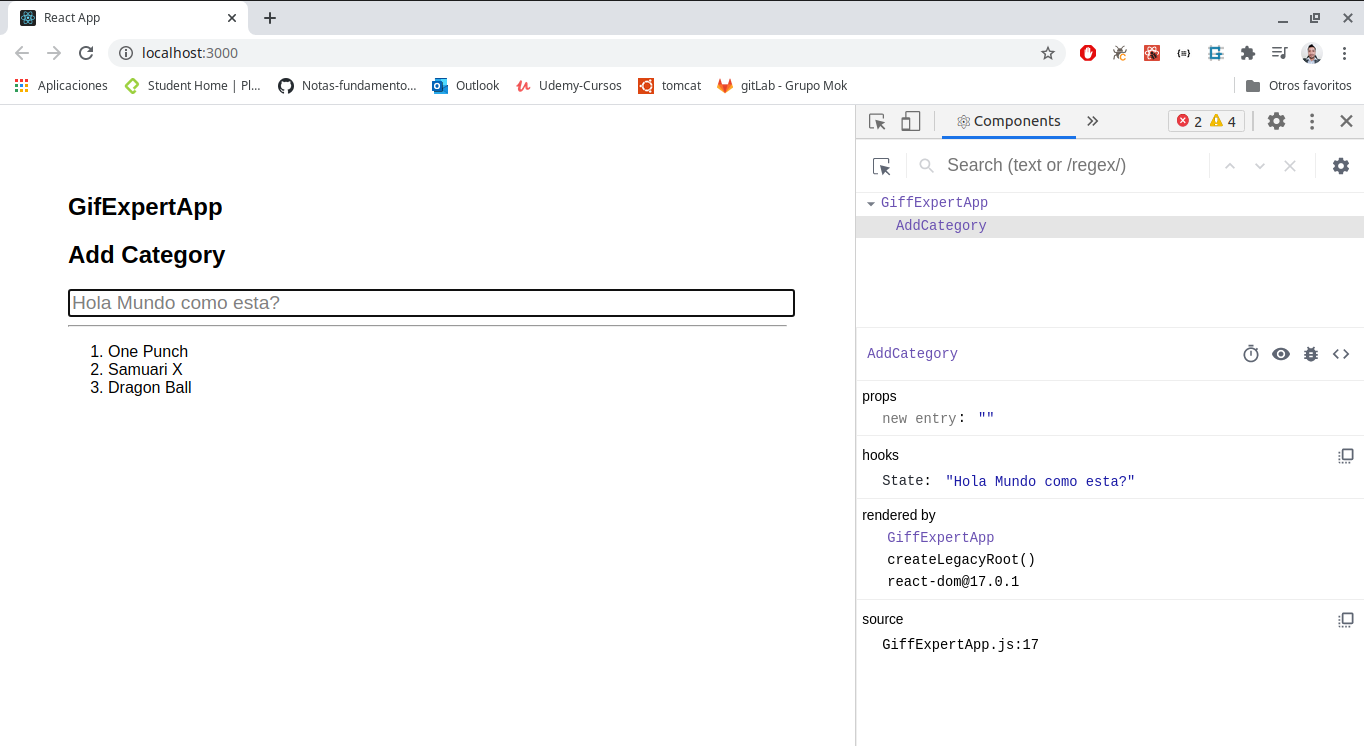 React App
localhost:3000
Aplicaciones
Student Home | Pl...
Notas-fundamento...
Outlook
Udemy-Cursos
tomcat
gitLab - Grupo Mok
Otros favoritos
GifExpertApp
Add Category
Hola Mundo como esta?
1. One Punch
2. Samuari X
3. Dragon Ball
Components
2
4
Search (text or /regex/)
GiffExpertApp
AddCategory
AddCategory
props
new entry: ""
hooks
State: "Hola Mundo como esta?"
rendered by
GiffExpertApp
createLegacyRoot()
react-dom@17.0.1
source
GiffExpertApp.js:17